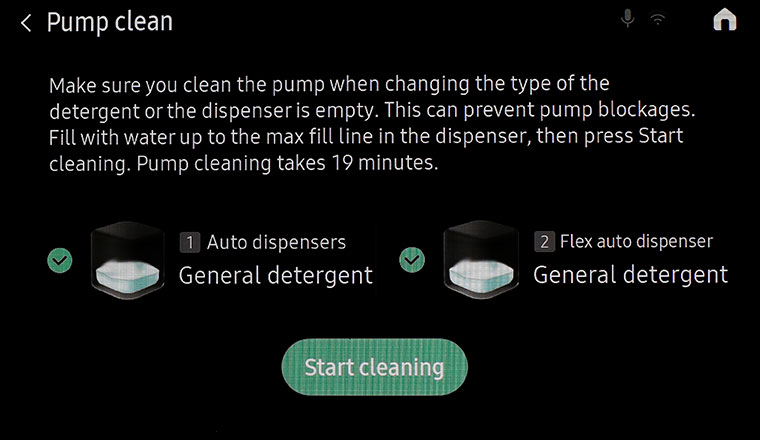 Pump clean
Make sure you clean the pump when changing the type of the
detergent or the dispenser is empty. This can prevent pump blockages.
Fill with water up to the max fill line in the dispenser, then press Start
cleaning. Pump cleaning takes 19 minutes.
1 Auto dispensers
General detergent
2 Flex auto dispenser
General detergent
Start cleaning